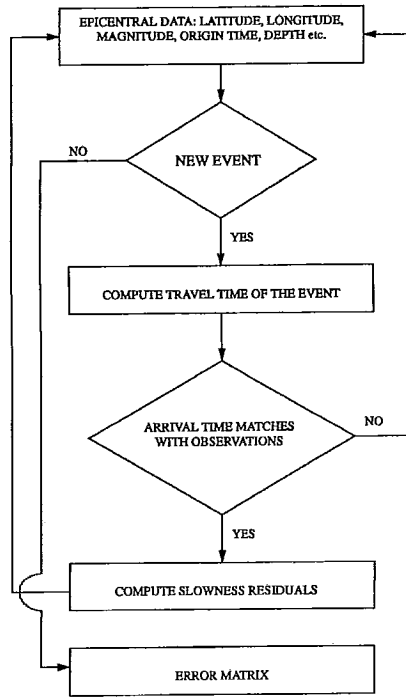 EPICENTRAL DATA: LATITUDE, LONGITUDE,
MAGNITUDE, ORIGIN TIME, DEPTH etc.
NO
NEW EVENT
YES
COMPUTE TRAVEL TIME OF THE EVENT
ARRIVAL TIME MATCHES
WITH OBSERVATIONS
NO
YES
COMPUTE SLOWNESS RESIDUALS
ERROR MATRIX